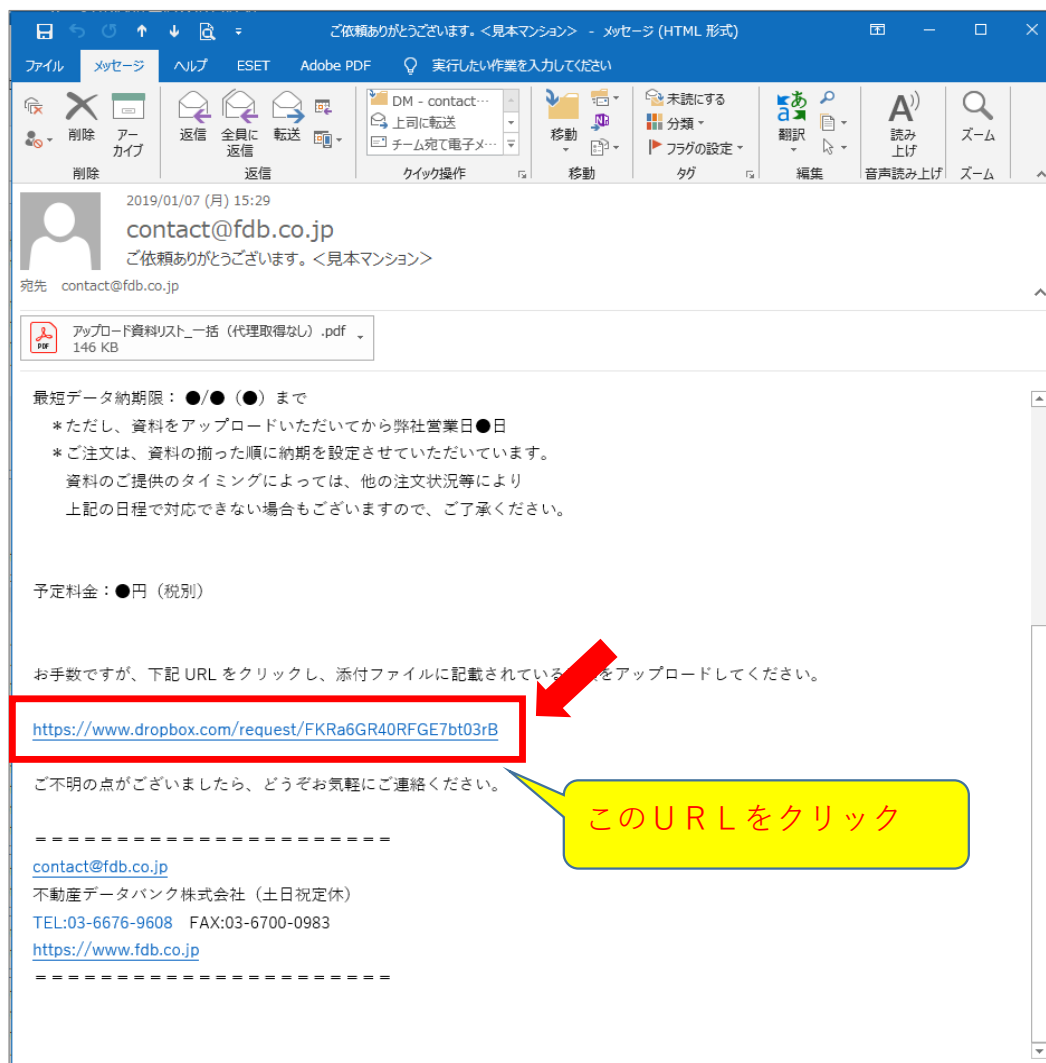 ご依頼ありがとうございます。＜見本マンション＞ - メッセージ (HTML 形式)
ファイル メッセージ ヘルプ ESET Adobe PDF 実行したい作業を入力してください
削除 アーカイブ 返信 全員に返信 転送 DM - contact… 上司に転送 チーム宛て電子メ… 移動 未読にする 分類 フラグの設定 翻訳 読み上げ ズーム
削除 返信 クイック操作 移動 タグ 編集 音声読み上げ ズーム
2019/01/07 (月) 15:29
contact@fdb.co.jp
ご依頼ありがとうございます。＜見本マンション＞
宛先 contact@fdb.co.jp
アップロード資料リスト_一括（代理取得なし）.pdf
146 KB
最短データ納期限：●/●（●）まで
＊ただし、資料をアップロードいただいてから弊社営業日●日
＊ご注文は、資料の揃った順に納期を設定させていただいています。
資料のご提供のタイミングによっては、他の注文状況等により
上記の日程で対応できない場合もございますので、ご了承ください。
予定料金：●円（税別）
お手数ですが、下記 URL をクリックし、添付ファイルに記載されている をアップロードしてください。
https://www.dropbox.com/request/FKRa6GR40RFGE7bt03rB
ご不明の点がございましたら、どうぞお気軽にご連絡ください。
このＵＲＬをクリック
＝＝＝＝＝＝＝＝＝＝＝＝＝＝＝＝＝＝＝＝＝＝
contact@fdb.co.jp
不動産データバンク株式会社（土日祝定休）
TEL:03-6676-9608 FAX:03-6700-0983
https://www.fdb.co.jp
＝＝＝＝＝＝＝＝＝＝＝＝＝＝＝＝＝＝＝＝＝＝